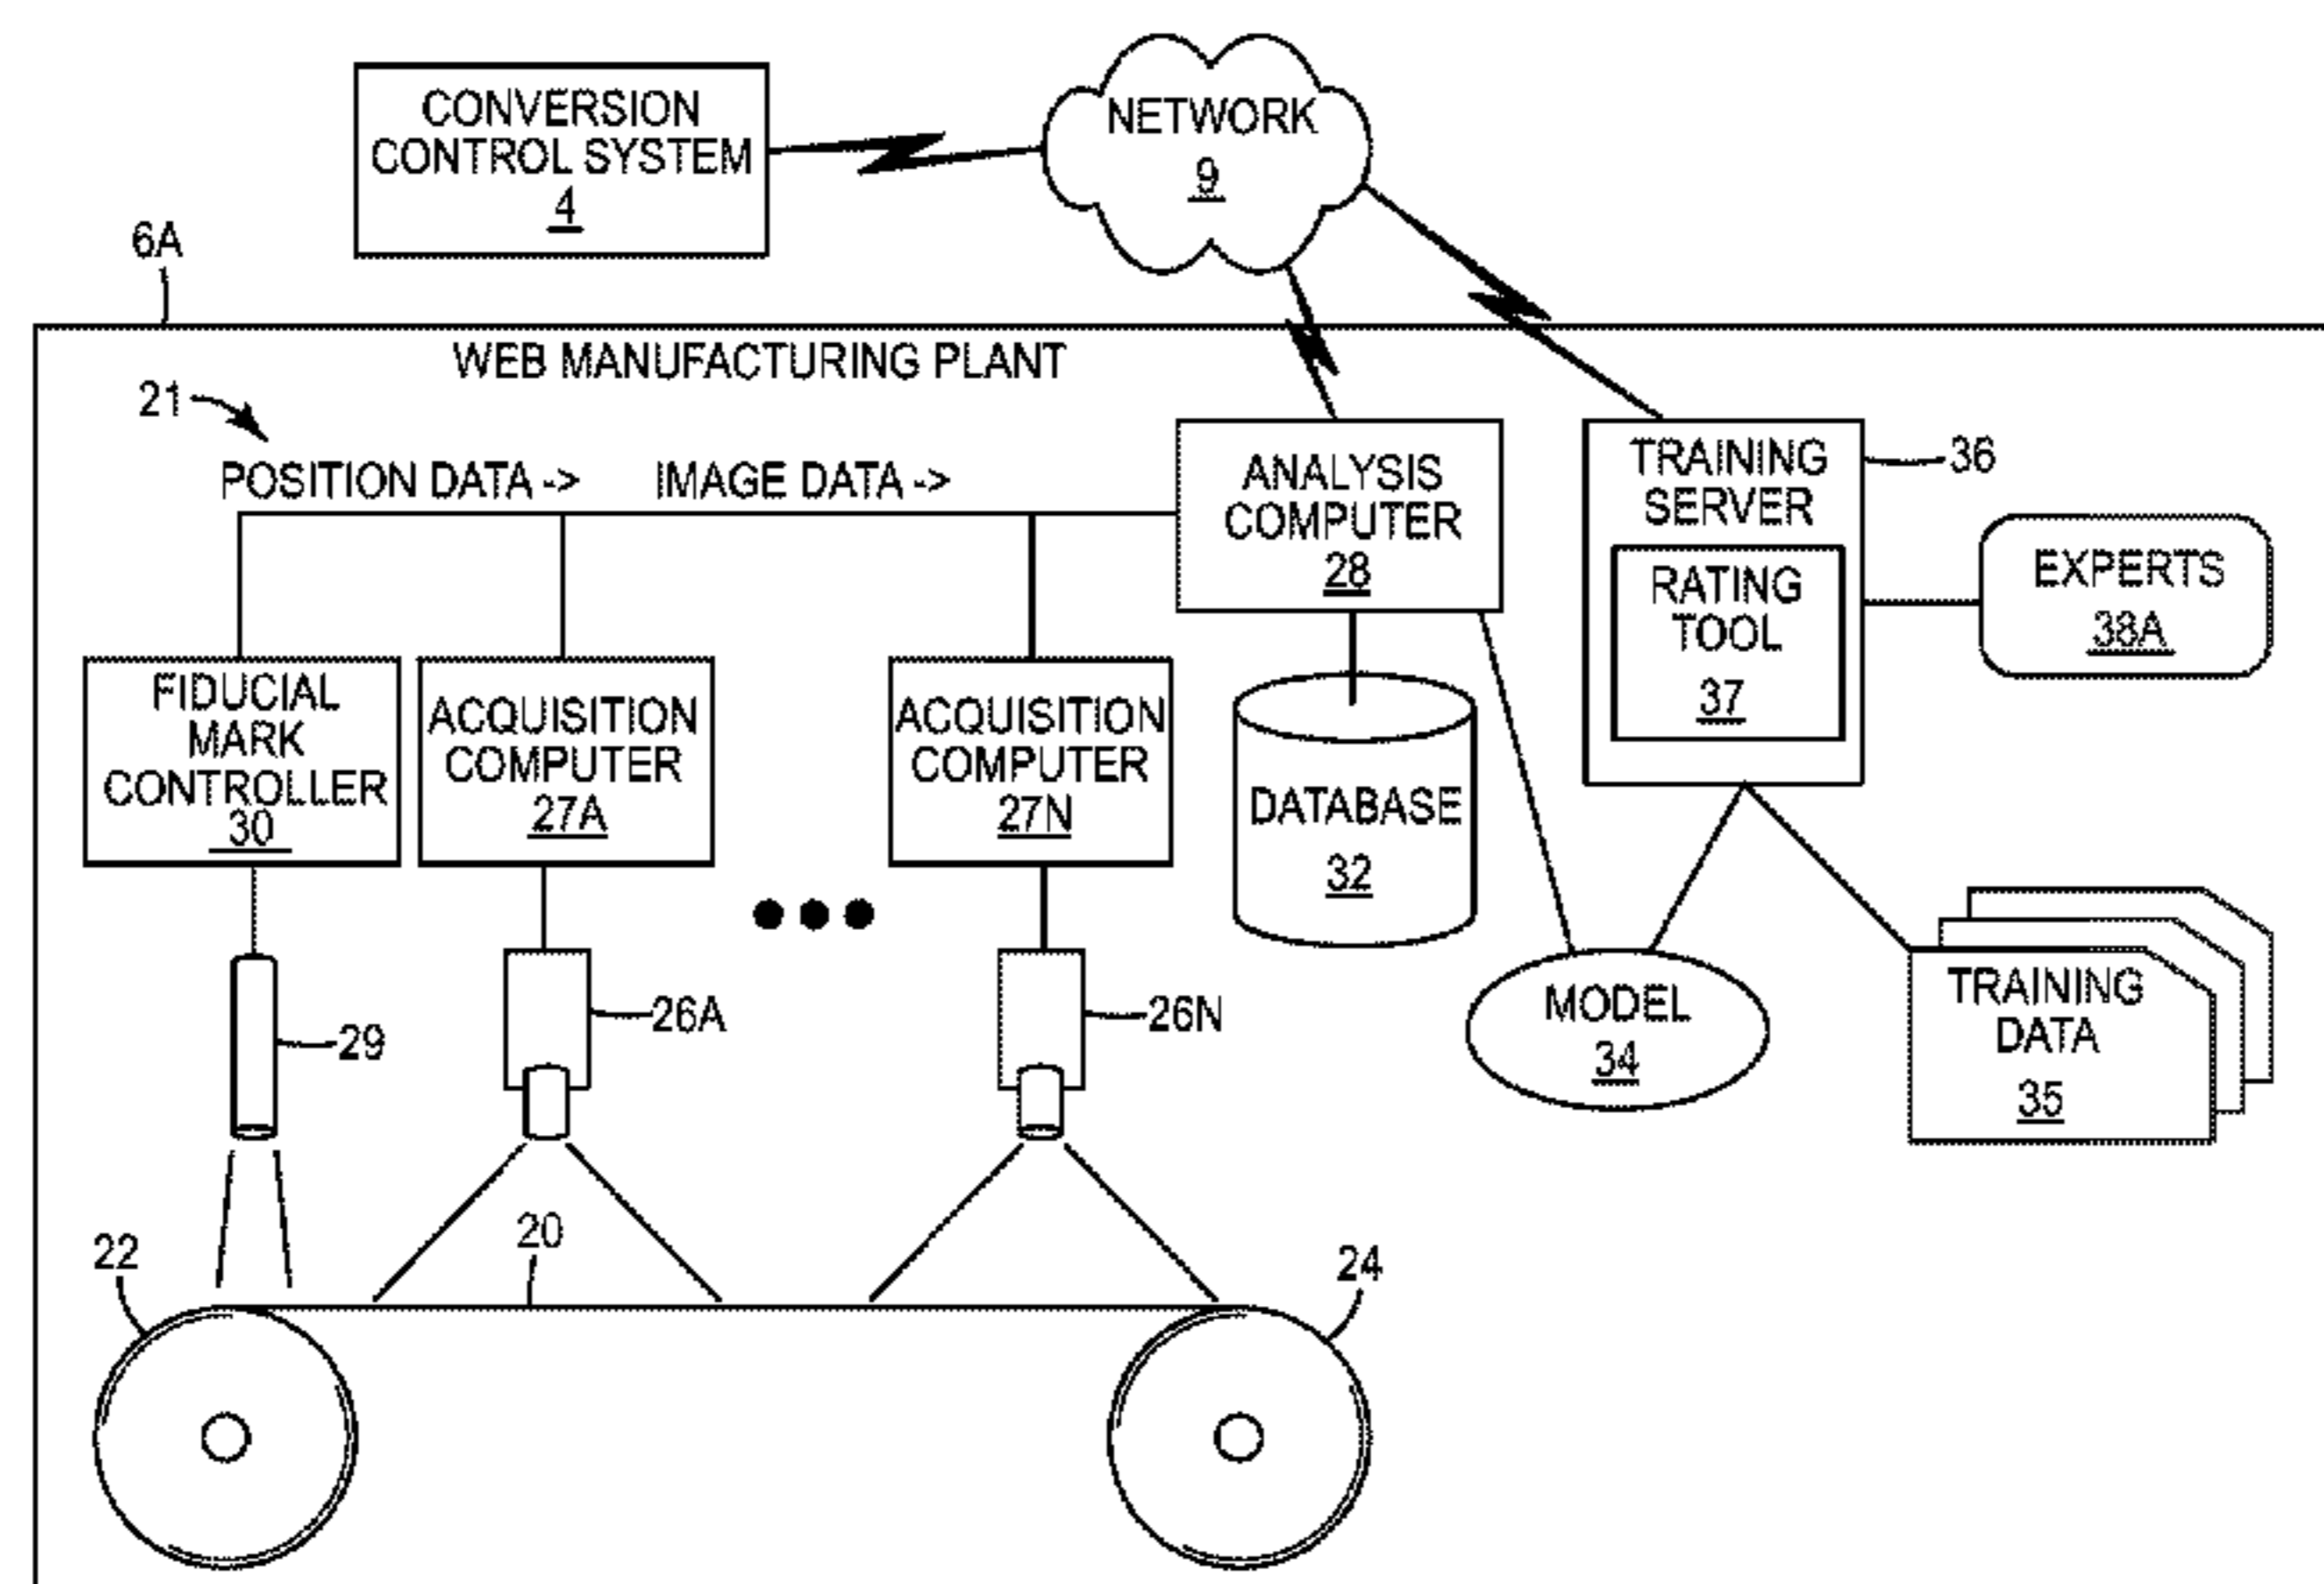 CONVERSION
CONTROL SYSTEM
4
NETWORK
9
6A
WEB MANUFACTURING PLANT
21
POSITION DATA -> IMAGE DATA ->
ANALYSIS
COMPUTER
28
TRAINING
SERVER
36
RATING
TOOL
37
EXPERTS
38A
FIDUCIAL
MARK
CONTROLLER
30
ACQUISITION
COMPUTER
27A
ACQUISITION
COMPUTER
27N
DATABASE
32
29
26A
26N
MODEL
34
TRAINING
DATA
35
22
20
24